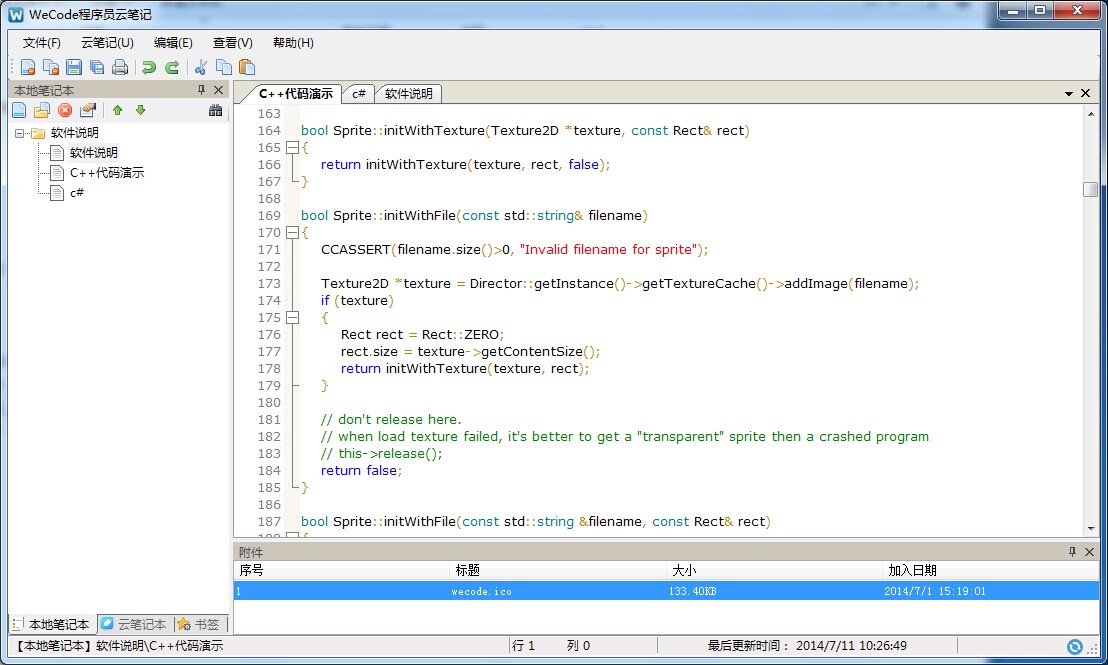 WeCode程序员云笔记
文件(F) 云笔记(U) 编辑(E) 查看(V) 帮助(H)
本地笔记本
软件说明
软件说明
C++代码演示
c#
本地笔记本 云笔记本 书签
C++代码演示 c# 软件说明
163
164 bool Sprite::initWithTexture(Texture2D *texture, const Rect& rect)
165 {
166 return initWithTexture(texture, rect, false);
167 }
168
169 bool Sprite::initWithFile(const std::string& filename)
170 {
171 CCASSERT(filename.size()>0, "Invalid filename for sprite");
172
173 Texture2D *texture = Director::getInstance()->getTextureCache()->addImage(filename);
174 if (texture)
175 {
176 Rect rect = Rect::ZERO;
177 rect.size = texture->getContentSize();
178 return initWithTexture(texture, rect);
179 }
180
181 // don't release here.
182 // when load texture failed, it's better to get a "transparent" sprite then a crashed program
183 // this->release();
184 return false;
185 }
186
187 bool Sprite::initWithFile(const std::string &filename, const Rect& rect)
188 {
附件
序号 标题 大小 加入日期
1 wecode.ico 133.40KB 2014/7/1 15:19:01
【本地笔记本】软件说明\C++代码演示 行 1 列 0 最后更新时间： 2014/7/11 10:26:49